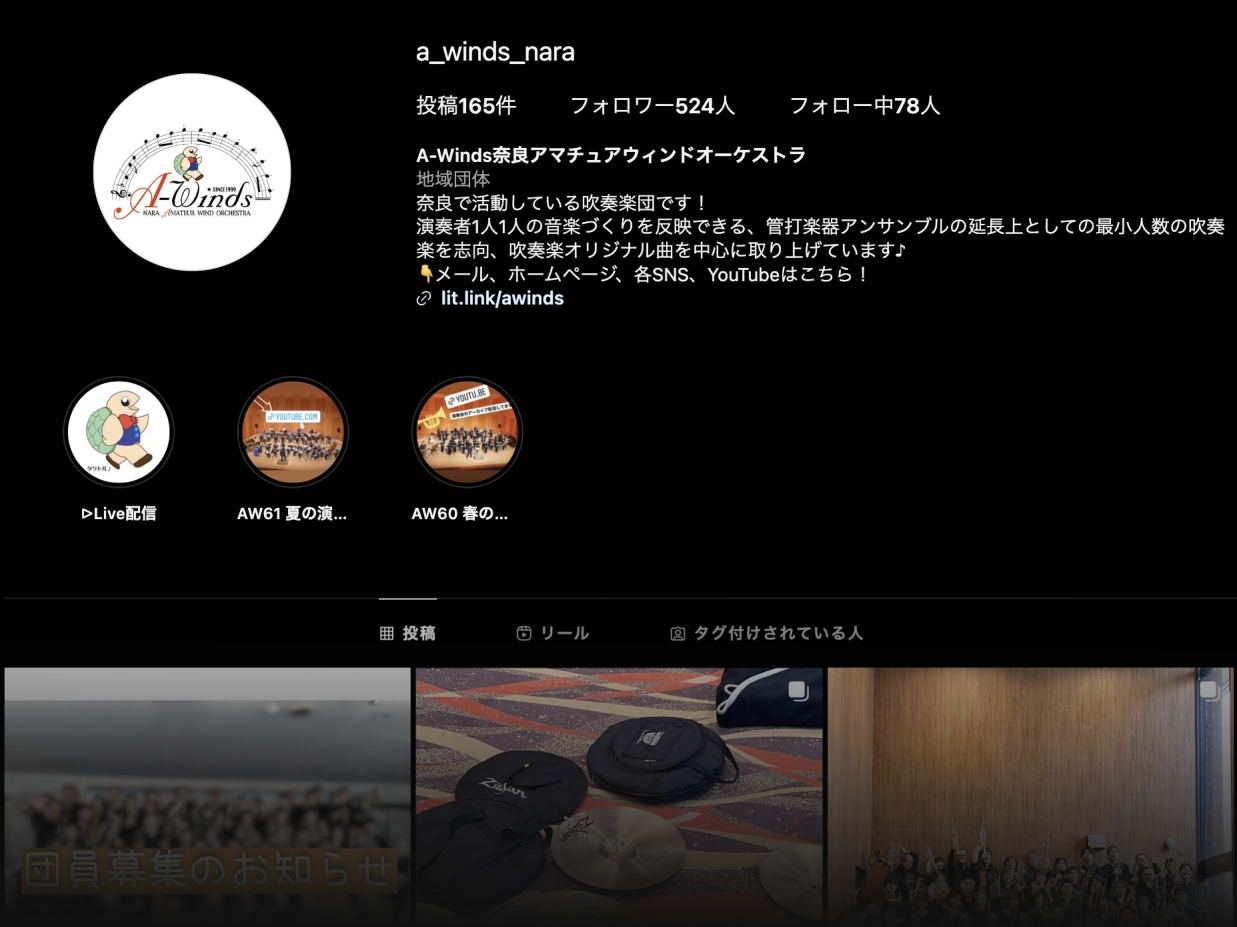 a_winds_nara
投稿165件 フォロワー524人 フォロー中78人
A-Winds
SINCE1999
NARA AMATEUR WIND ORCHESTRA
A-Winds奈良アマチュアウィンドオーケストラ
地域団体
奈良で活動している吹奏楽団です！
演奏者1人1人の音楽づくりを反映できる、管打楽器アンサンブルの延長上としての最小人数の吹奏
楽を志向、吹奏楽オリジナル曲を中心に取り上げています♪
👇メール、ホームページ、各SNS、YouTubeはこちら！
lit.link/awinds
タクトル♪
YOUTUBE.COM
YOUTU.BE
演奏会のアーカイブ配信してます
▷Live配信 AW61 夏の演... AW60 春の...
投稿 リール タグ付けされている人
団員募集のお知らせ
Zildjian
Zildjian